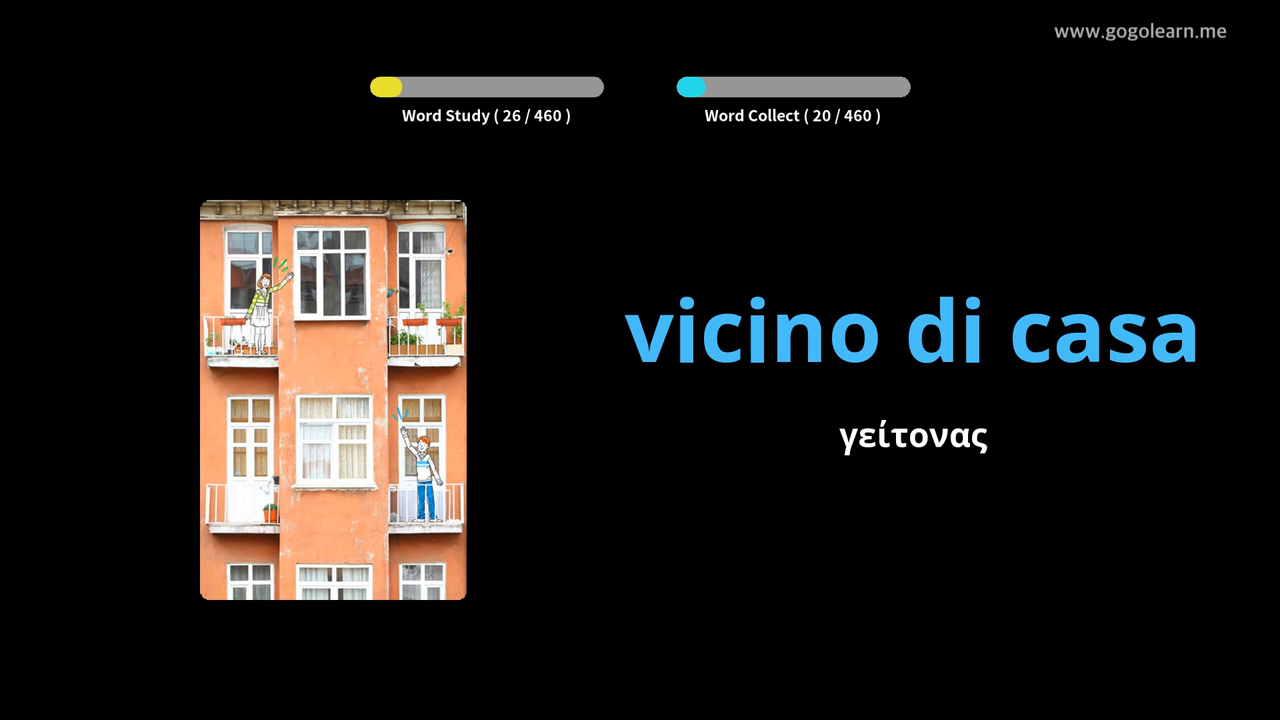 www.gogolearn.me
Word Study ( 26 / 460 )
Word Collect ( 20 / 460 )
vicino di casa
γείτονας